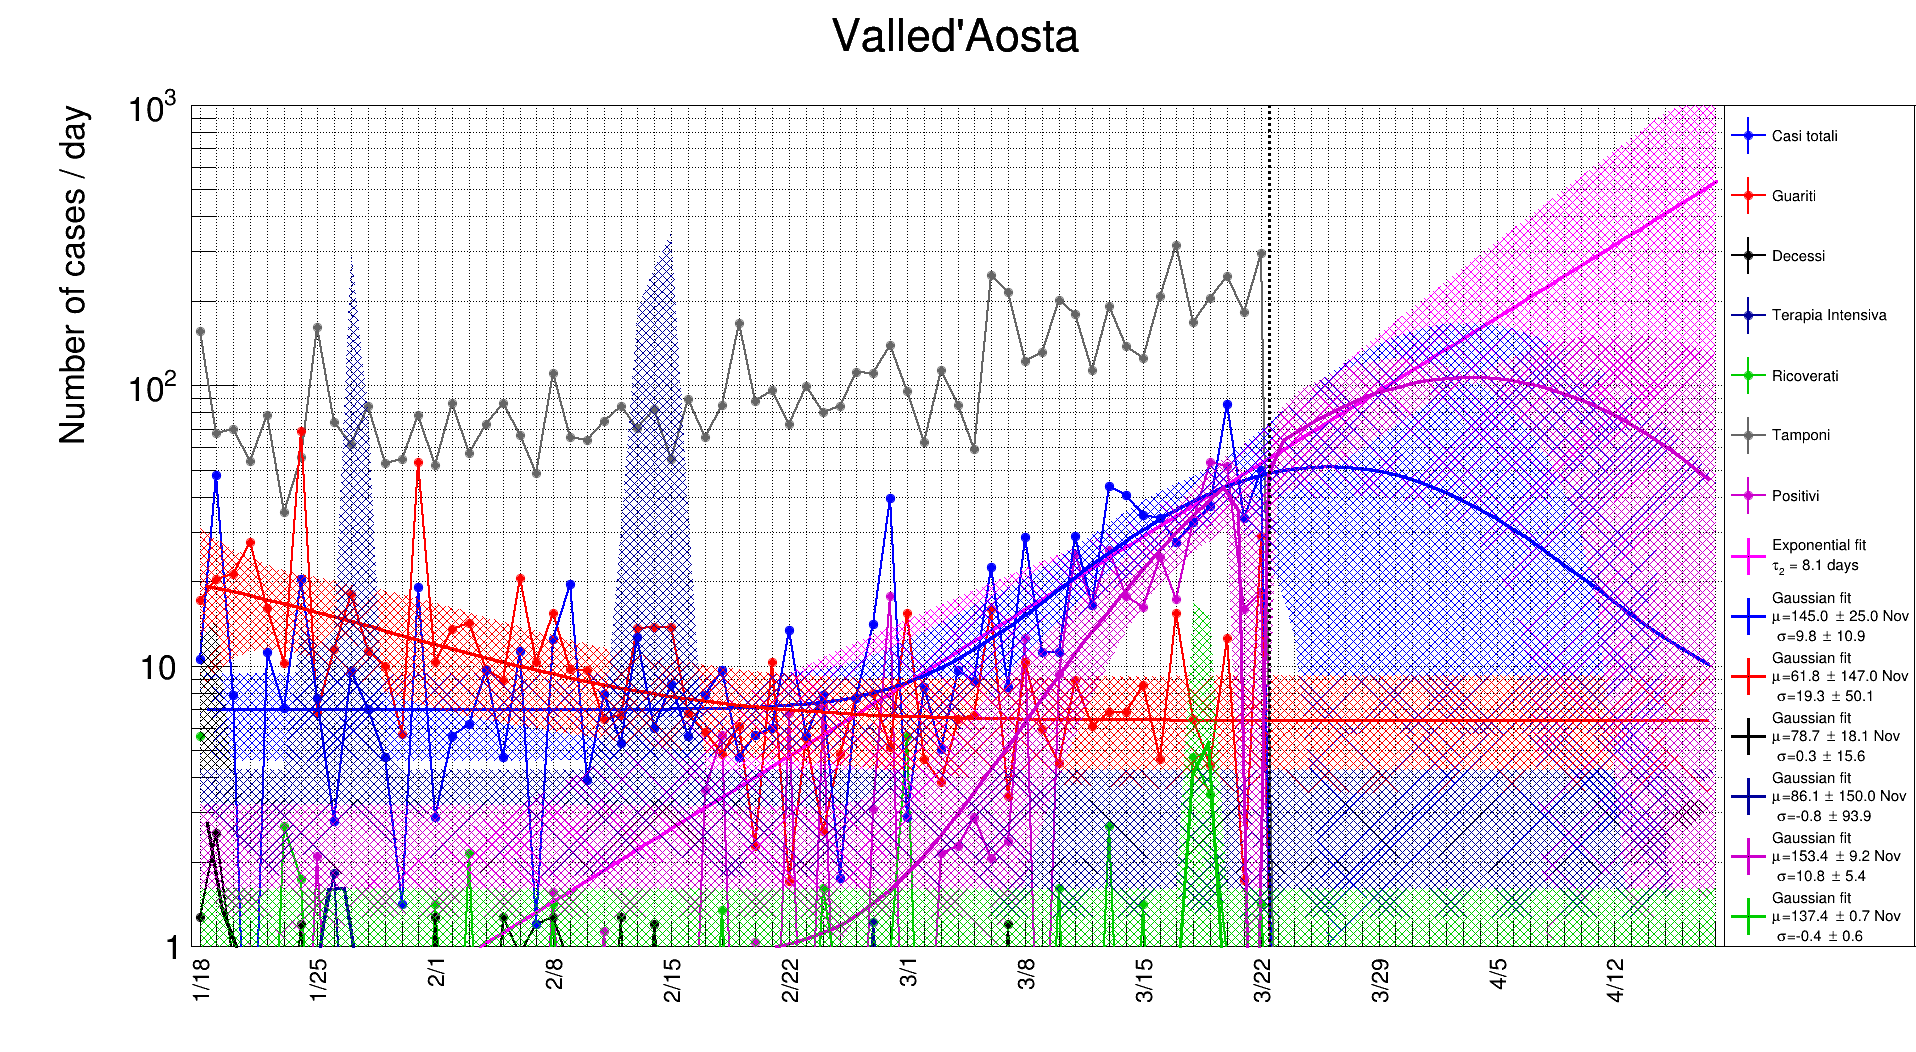 Valled'Aosta
Number of cases / day
10³
10²
10
1
1/18
1/25
2/1
2/8
2/15
2/22
3/1
3/8
3/15
3/22
3/29
4/5
4/12
Casi totali
Guariti
Decessi
Terapia Intensiva
Ricoverati
Tamponi
Positivi
Exponential fit
τ₂ = 8.1 days
Gaussian fit
μ=145.0 ± 25.0 Nov
σ=9.8 ± 10.9
Gaussian fit
μ=61.8 ± 147.0 Nov
σ=19.3 ± 50.1
Gaussian fit
μ=78.7 ± 18.1 Nov
σ=0.3 ± 15.6
Gaussian fit
μ=86.1 ± 150.0 Nov
σ=-0.8 ± 93.9
Gaussian fit
μ=153.4 ± 9.2 Nov
σ=10.8 ± 5.4
Gaussian fit
μ=137.4 ± 0.7 Nov
σ=-0.4 ± 0.6